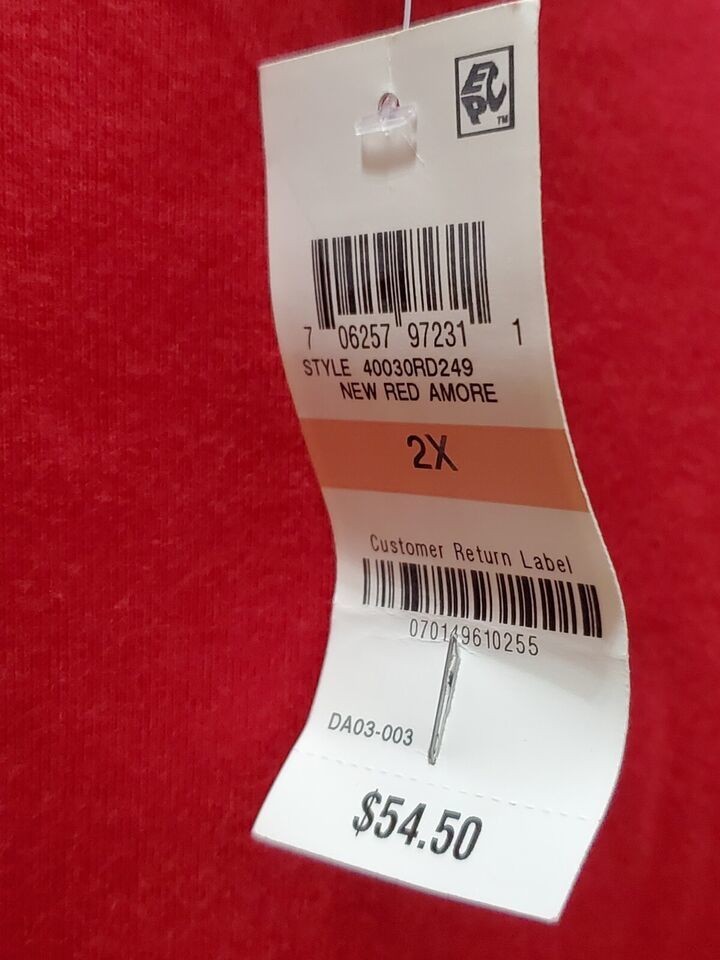 EPC
TM
7 06257 97231 1
STYLE 40030RD249
NEW RED AMORE
2X
Customer Return Label
070149610255
DA03-003
$54.50